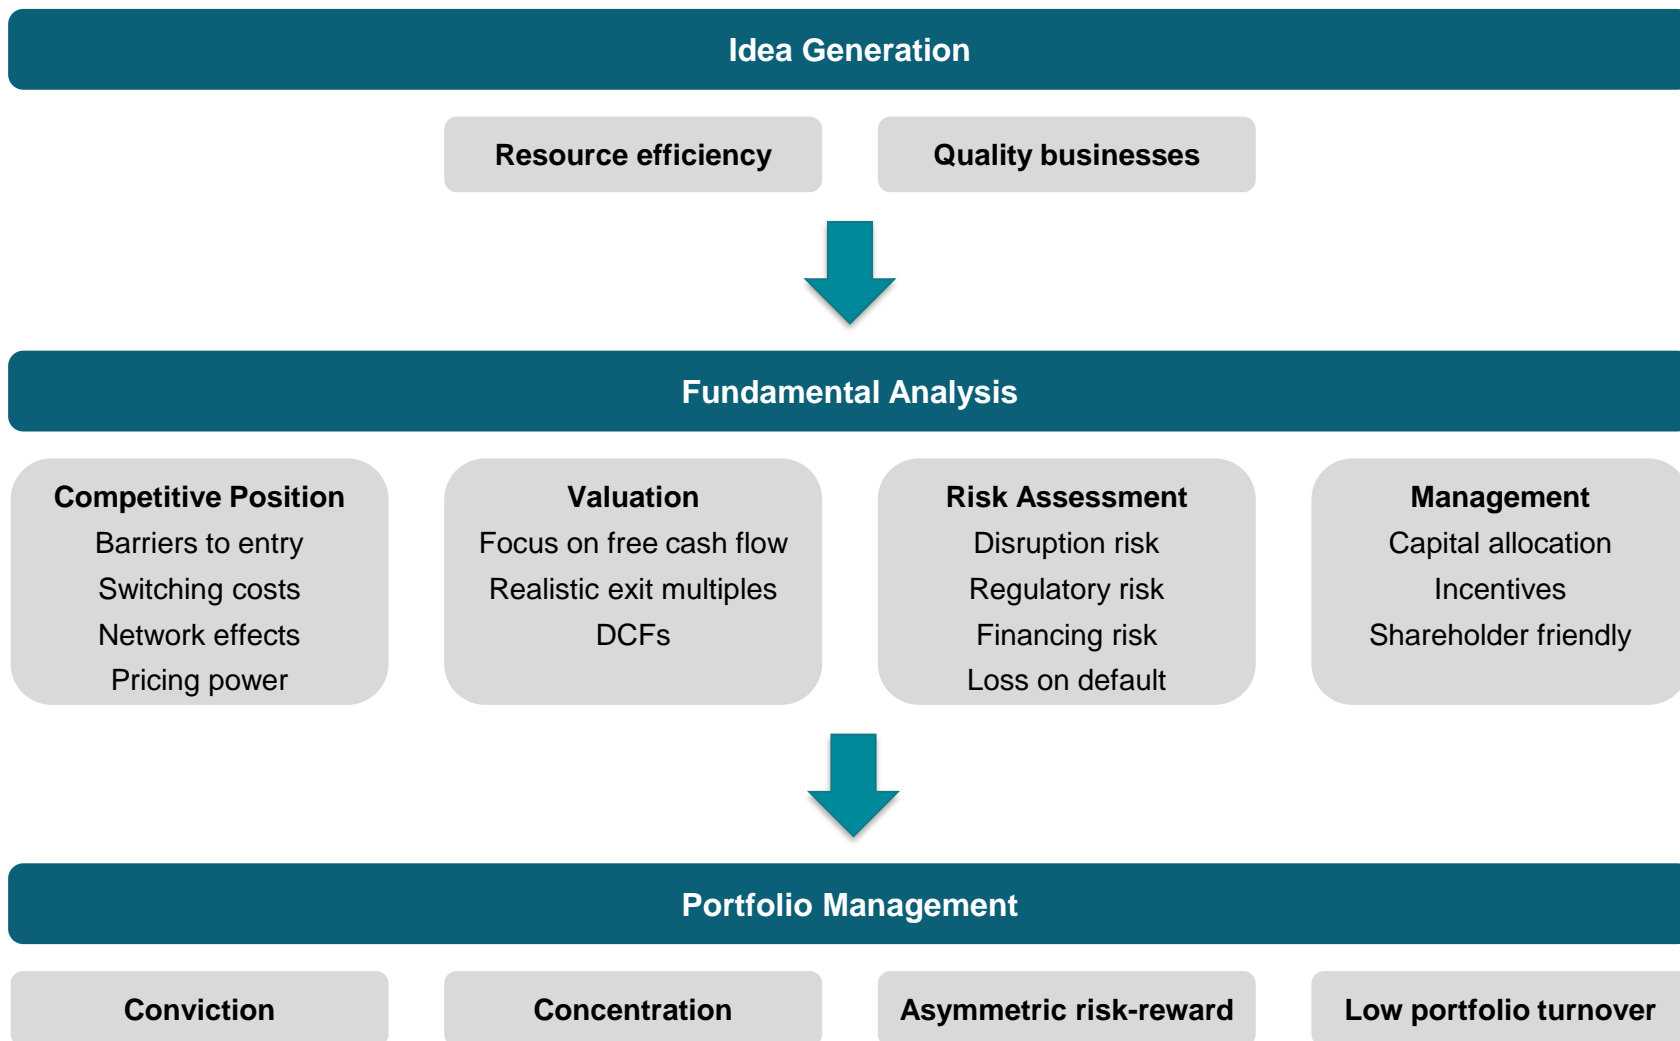 Idea Generation
Resource efficiency
Quality businesses
Fundamental Analysis
Competitive Position
Barriers to entry
Switching costs
Network effects
Pricing power
Valuation
Focus on free cash flow
Realistic exit multiples
DCFs
Risk Assessment
Disruption risk
Regulatory risk
Financing risk
Loss on default
Management
Capital allocation
Incentives
Shareholder friendly
Portfolio Management
Conviction
Concentration
Asymmetric risk-reward
Low portfolio turnover